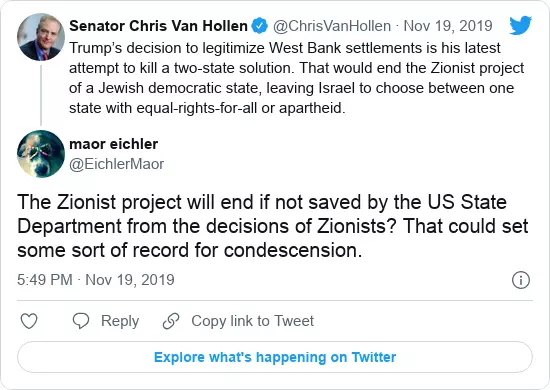 Senator Chris Van Hollen @ChrisVanHollen · Nov 19, 2019
Trump's decision to legitimize West Bank settlements is his latest
attempt to kill a two-state solution. That would end the Zionist project
of a Jewish democratic state, leaving Israel to choose between one
state with equal-rights-for-all or apartheid.
maor eichler
@EichlerMaor
The Zionist project will end if not saved by the US State
Department from the decisions of Zionists? That could set
some sort of record for condescension.
5:49 PM · Nov 19, 2019
Reply Copy link to Tweet
Explore what's happening on Twitter